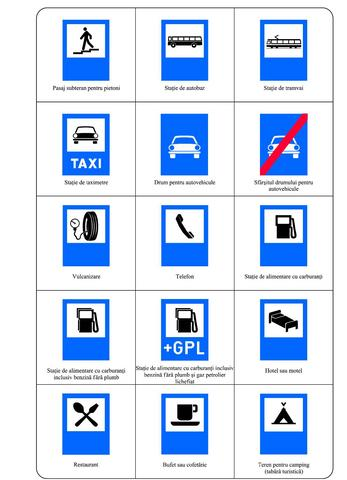 Pasaj subteran pentru pietoni
Stație de autobuz
Stație de tramvai
TAXI
Stație de taximetre
Drum pentru autovehicule
Sfârșitul drumului pentru
autovehicule
Vulcanizare
Telefon
Stație de alimentare cu carburanți
Stație de alimentare cu carburanți
inclusiv benzină fără plumb
+GPL
Stație de alimentare cu carburanți inclusiv
benzină fără plumb și gaz petrolier
lichefiat
Hotel sau motel
Restaurant
Bufet sau cofetărie
Teren pentru camping
(tabără turistică)